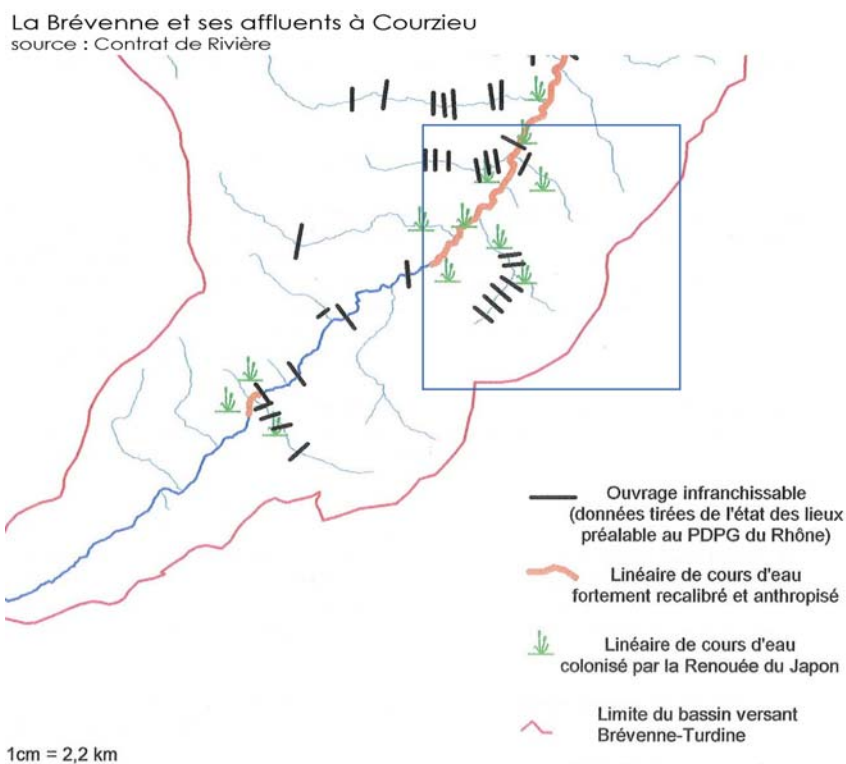 La Brévenne et ses affluents à Courzieu
source : Contrat de Rivière
Ouvrage infranchissable
(données tirées de l'état des lieux
préalable au PDPG du Rhône)
Linéaire de cours d'eau
fortement recalibré et anthropisé
Linéaire de cours d'eau
colonisé par la Renouée du Japon
Limite du bassin versant
Brévenne-Turdine
1cm = 2,2 km